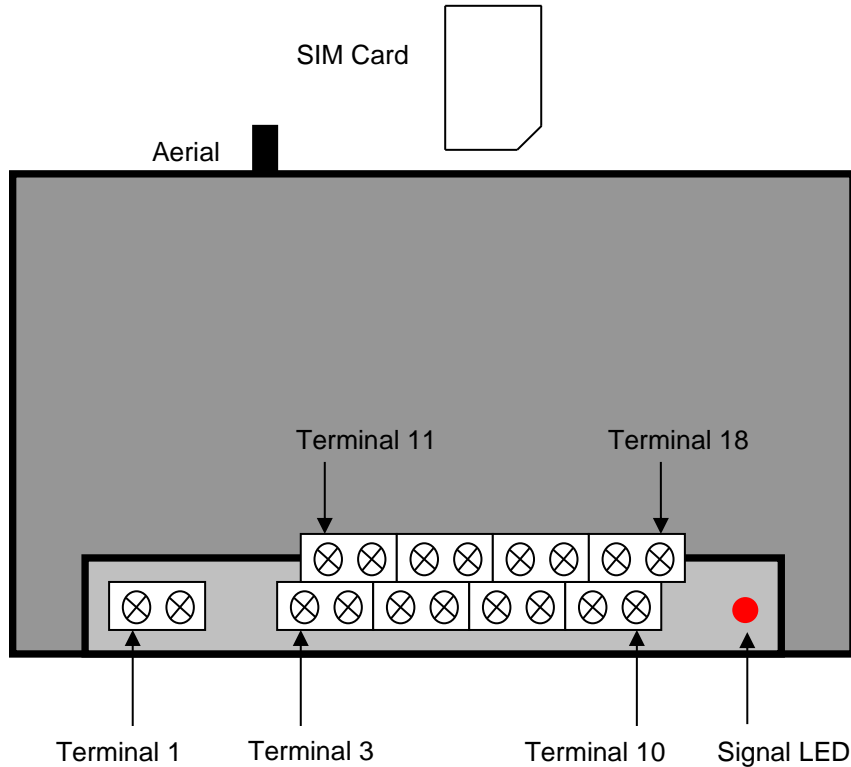 SIM Card
Aerial
Terminal 11
Terminal 18
Terminal 1
Terminal 3
Terminal 10
Signal LED